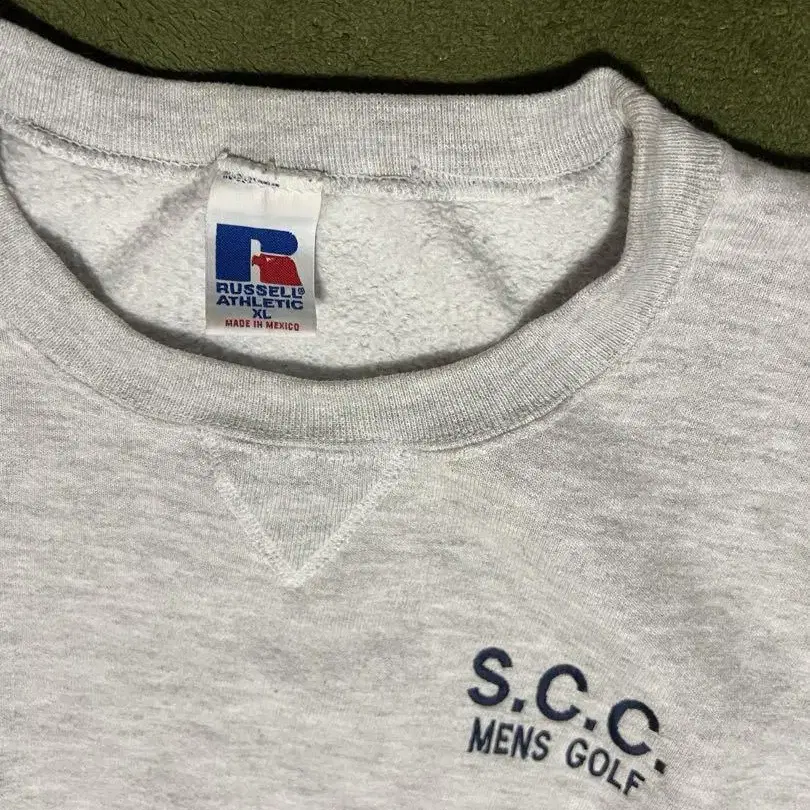 RUSSELL®
ATHLETIC
XL
MADE IN MEXICO
S.C.C.
MENS GOLF